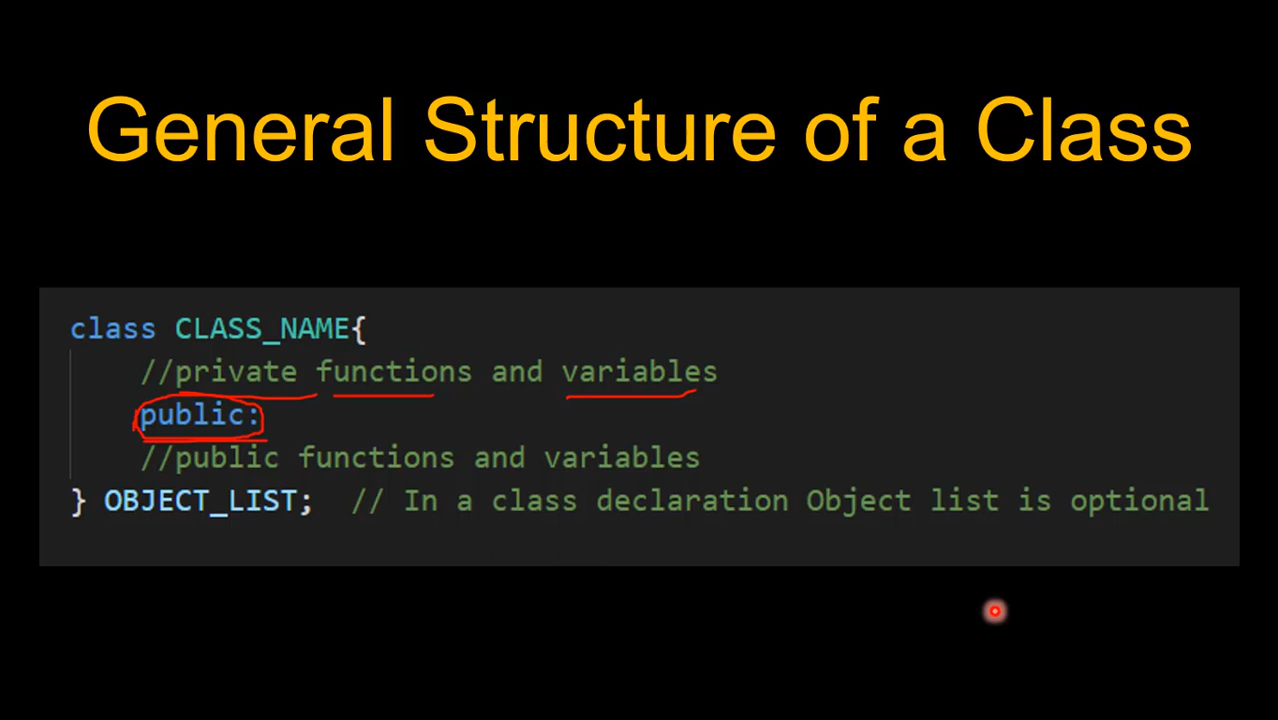 General Structure of a Class
class CLASS_NAME{
//private functions and variables
public:
//public functions and variables
} OBJECT_LIST; // In a class declaration Object list is optional